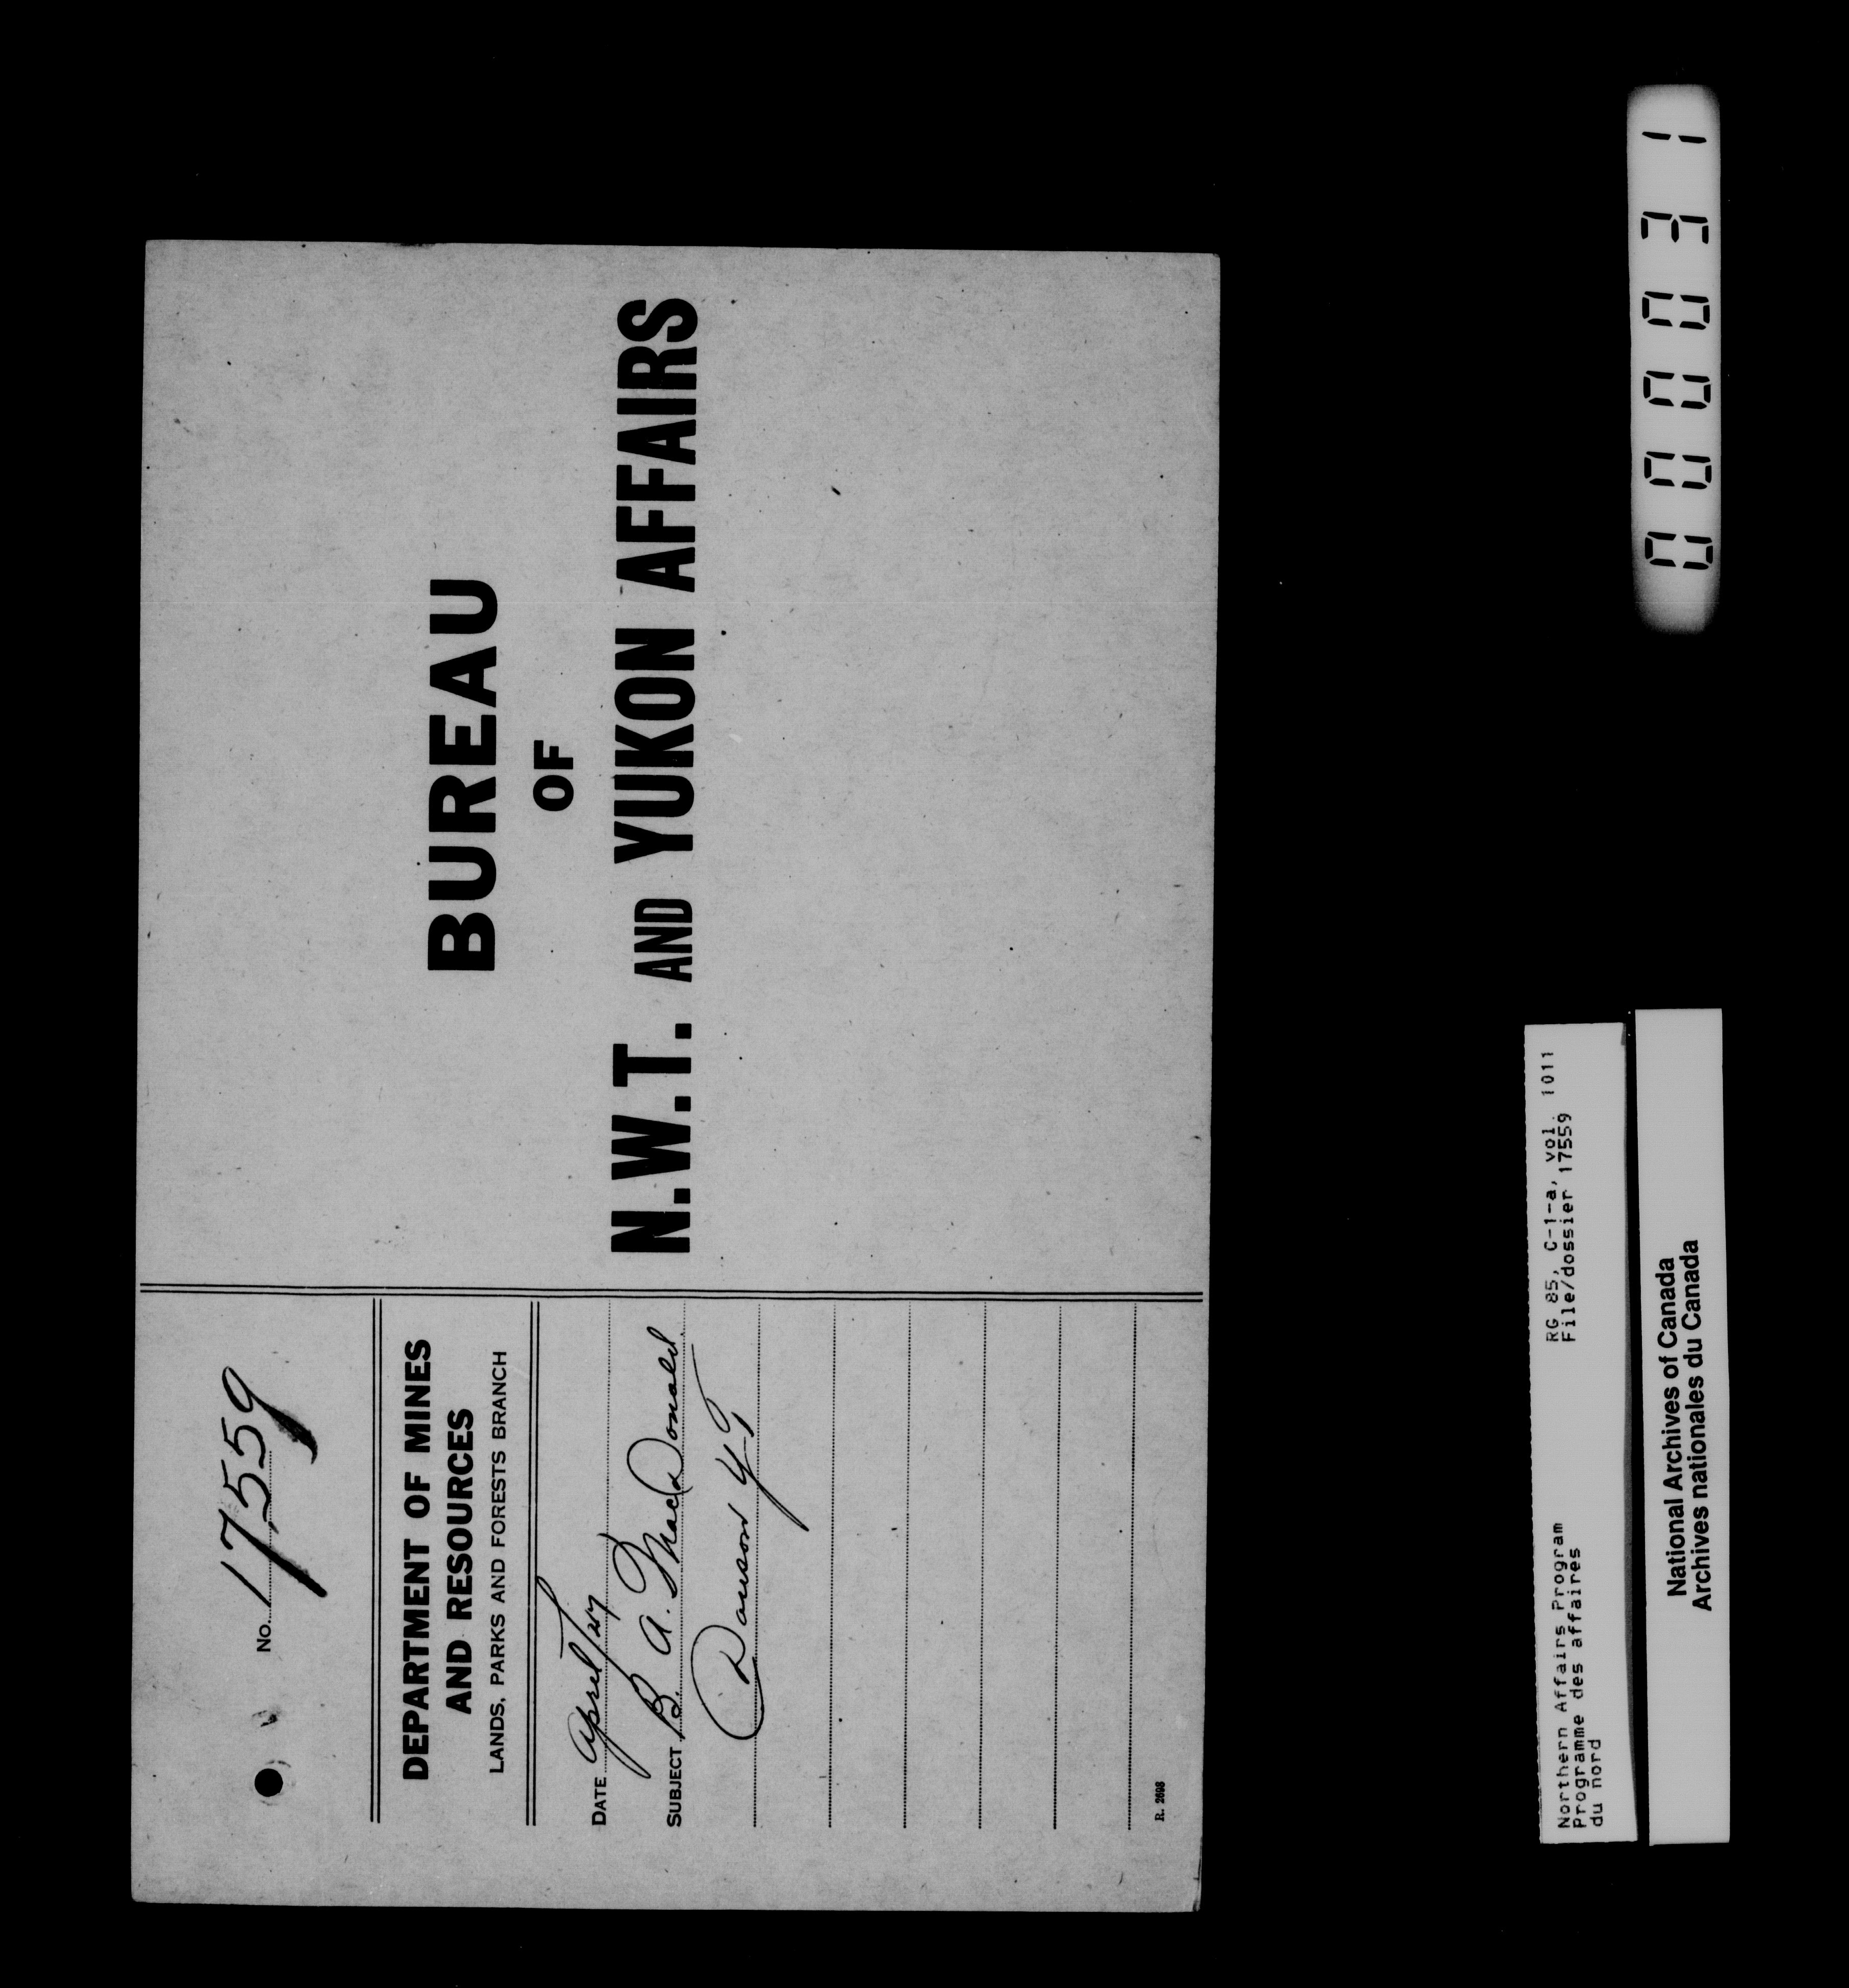 No. 17559
DEPARTMENT OF MINES
AND RESOURCES
LANDS, PARKS AND FORESTS BRANCH
DATE April
SUBJECT B. A. MacDonald.
Dawson Y T
R. 2698
BUREAU
OF
N.W.T. AND YUKON AFFAIRS
Northern Affairs Program
Programme des affaires
du nord
RG 85, C-1-a, vol. 1011
File/dossier 17559
National Archives of Canada
Archives nationales du Canada
000031